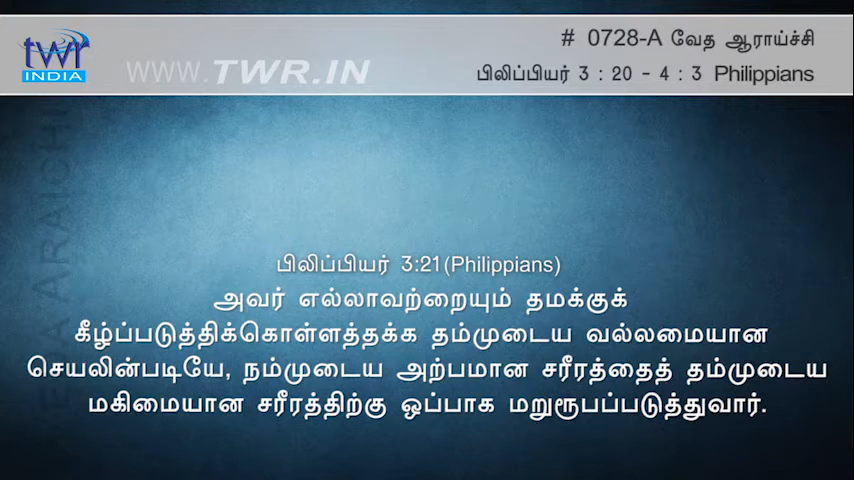 twr
INDIA
WWW.TWR.IN
# 0728-A வேத ஆராய்ச்சி
பிலிப்பியர் 3 : 20 - 4 : 3 Philippians
பிலிப்பியர் 3:21(Philippians)
அவர் எல்லாவற்றையும் தமக்குக்
கீழ்ப்படுத்திக்கொள்ளத்தக்க தம்முடைய வல்லமையான
செயலின்படியே, நம்முடைய அற்பமான சரீரத்தைத் தம்முடைய
மகிமையான சரீரத்திற்கு ஒப்பாக மறுரூபப்படுத்துவார்.